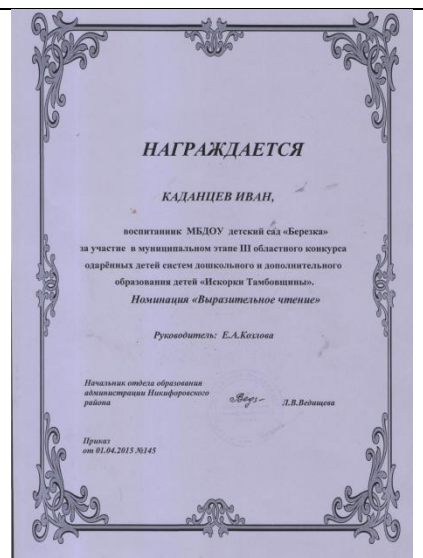 НАГРАЖДАЕТСЯ
КАДАНЦЕВ ИВАН,
воспитанник МБДОУ детский сад «Березка»
за участие в муниципальном этапе III областного конкурса
одарённых детей систем дошкольного и дополнительного
образования детей «Искорки Тамбовщины».
Номинация «Выразительное чтение»
Руководитель: Е.А.Козлова
Начальник отдела образования
администрации Никифоровского
района Л.В.Ведищева
Приказ
от 01.04.2015 №145